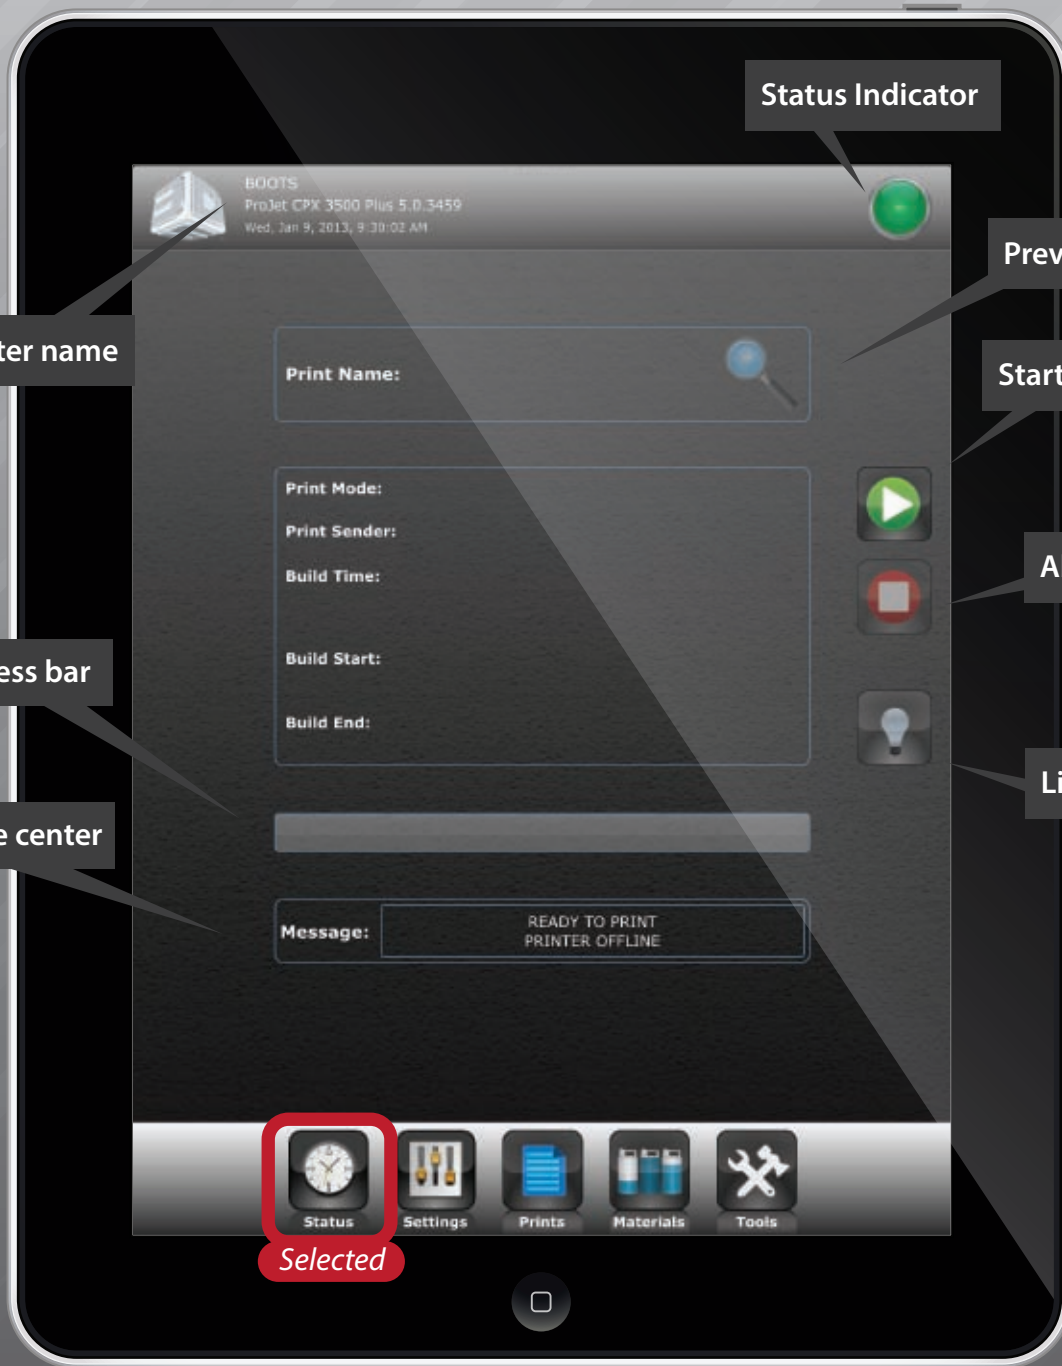 Status Indicator
BOOTS
ProJet CPX 3500 Plus 5.0.3459
Wed, Jan 9, 2013, 9:30:02 AM
Prev
ter name
Print Name:
Start
Print Mode:
Print Sender:
A
Build Time:
ess bar
Build Start:
Build End:
Li
e center
Message:
READY TO PRINT
PRINTER OFFLINE
Status
Settings
Prints
Materials
Tools
Selected